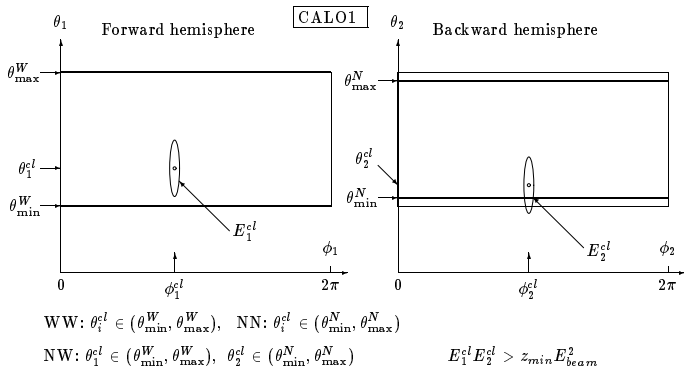 CALO1
θ₁ Forward hemisphere
θ₂ Backward hemisphere
θ^W_max
θ^cl_1
θ^W_min
E^cl_1
ϕ₁
0
ϕ^cl_1
2π
θ^N_max
θ^cl_2
θ^N_min
E^cl_2
ϕ₂
0
ϕ^cl_2
2π
WW: θ^cl_i ∈ (θ^W_min, θ^W_max), NN: θ^cl_i ∈ (θ^N_min, θ^N_max)
NW: θ^cl_1 ∈ (θ^W_min, θ^W_max), θ^cl_2 ∈ (θ^N_min, θ^N_max) E^cl_1 E^cl_2 > z_min E^2_beam